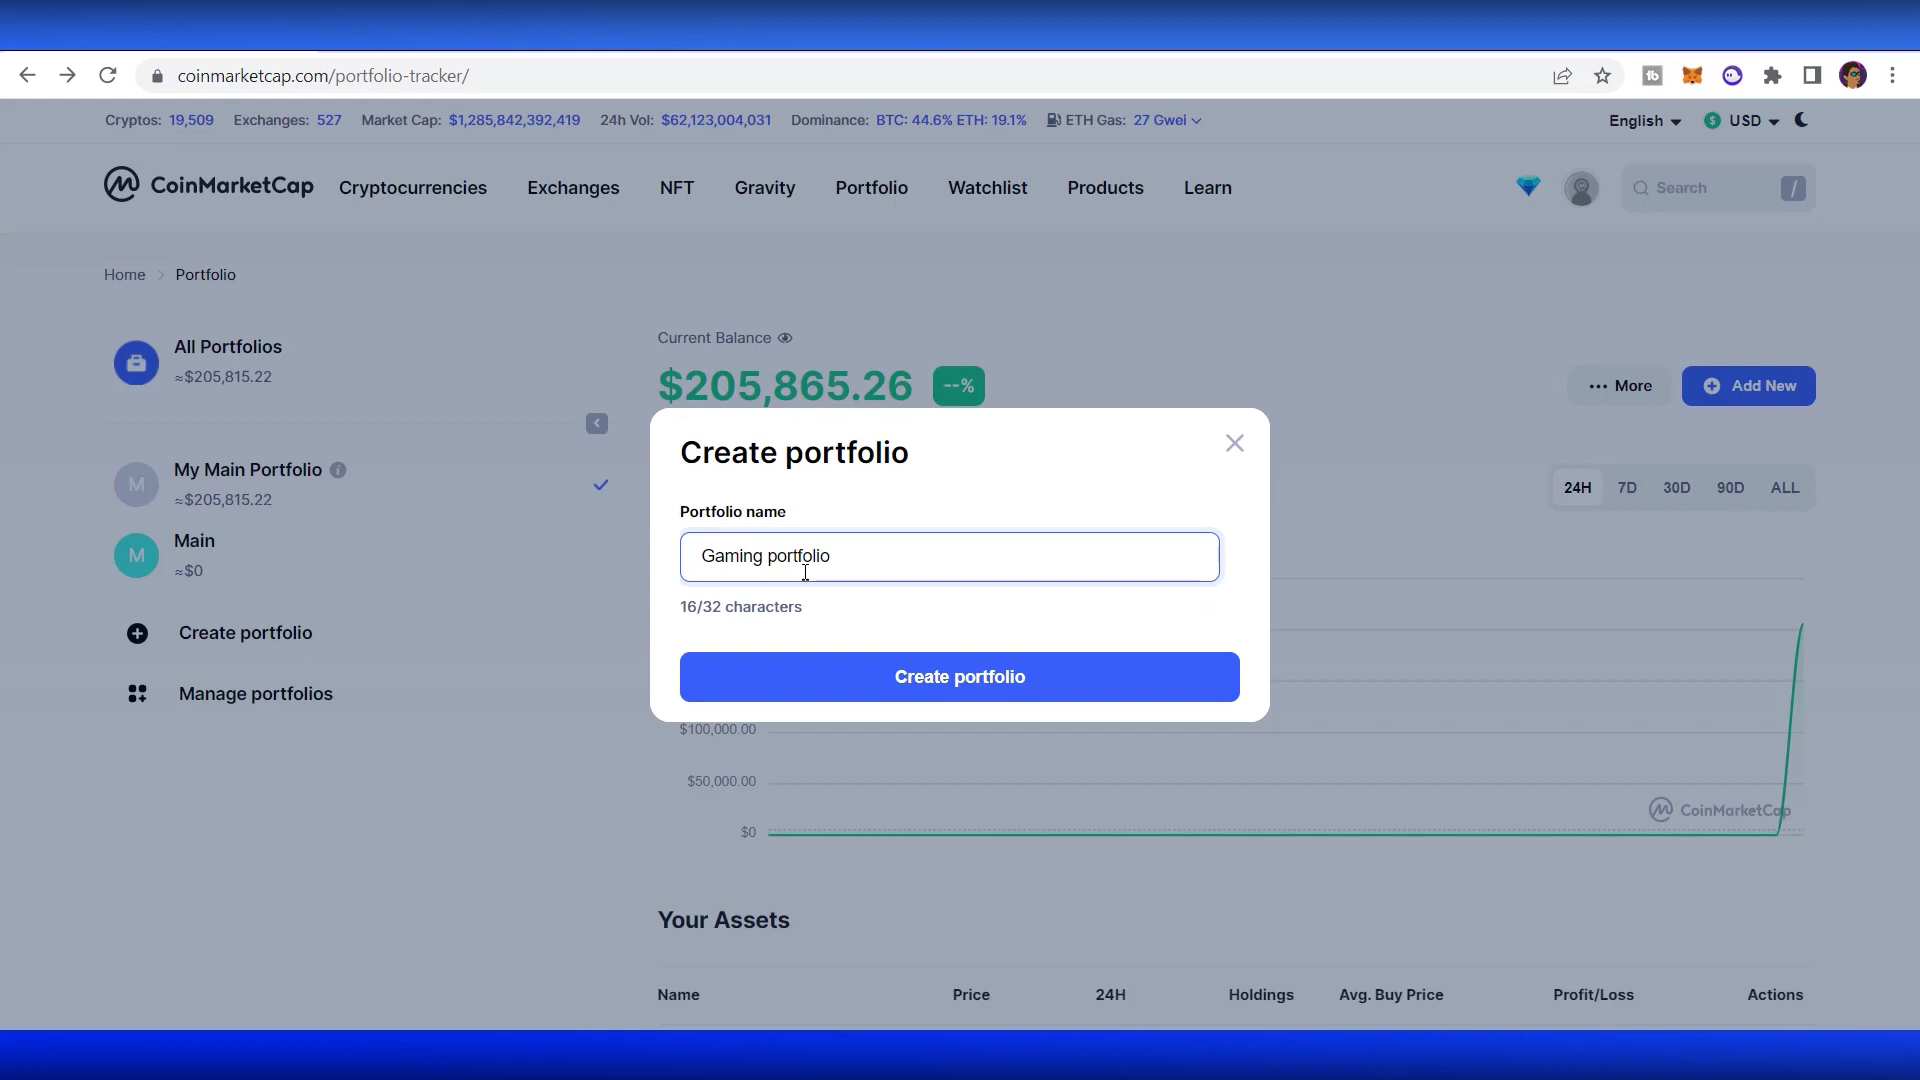 coinmarketcap.com/portfolio-tracker/
Cryptos: 19,509 Exchanges: 527 Market Cap: $1,285,842,392,419 24h Vol: $62,123,004,031 Dominance: BTC: 44.6% ETH: 19.1% ETH Gas: 27 Gwei
English USD
CoinMarketCap Cryptocurrencies Exchanges NFT Gravity Portfolio Watchlist Products Learn Search /
Home > Portfolio
All Portfolios
≈$205,815.22
My Main Portfolio
≈$205,815.22
M
Main
≈$0
M
Create portfolio
Manage portfolios
Current Balance
$205,865.26 --%
••• More Add New
24H 7D 30D 90D ALL
Create portfolio
Portfolio name
Gaming portfolio
16/32 characters
Create portfolio
$100,000.00
$50,000.00
$0
CoinMarketCap
Your Assets
Name Price 24H Holdings Avg. Buy Price Profit/Loss Actions